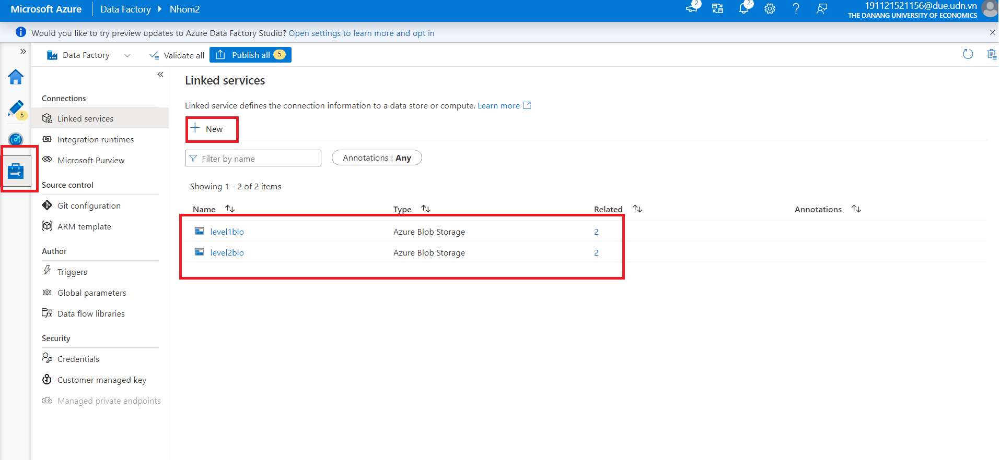 Microsoft Azure Data Factory Nhom2 2 2 191121521156@due.udn.vn
THE DANANG UNIVERSITY OF ECONOMICS
Would you like to try preview updates to Azure Data Factory Studio? Open settings to learn more and opt in
Data Factory Validate all Publish all 5
Linked services
Connections
Linked service defines the connection information to a data store or compute. Learn more
5
Linked services
New
Integration runtimes
Microsoft Purview
Filter by name Annotations : Any
Source control
Showing 1 - 2 of 2 items
Git configuration
Name Type Related Annotations
ARM template
level1blo Azure Blob Storage 2
Author
level2blo Azure Blob Storage 2
Triggers
Global parameters
Data flow libraries
Security
Credentials
Customer managed key
Managed private endpoints